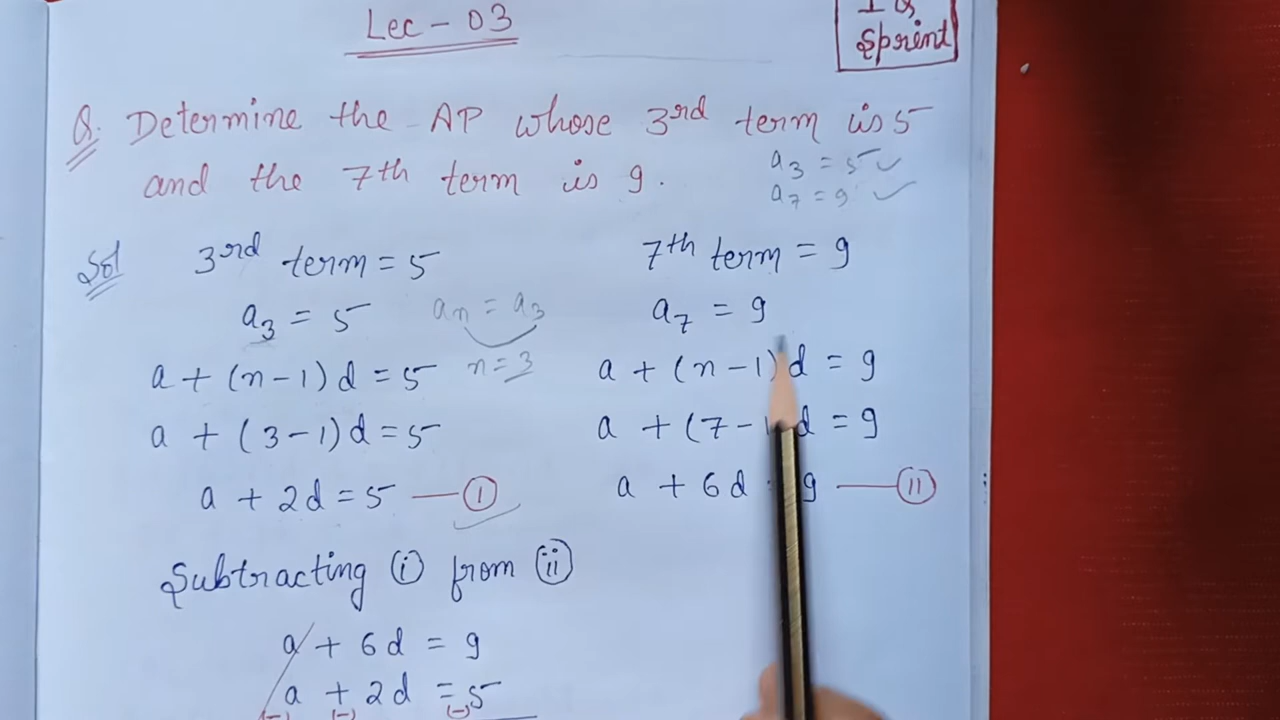 Lec - 03
Sprint
Q. Determine the AP whose 3rd term is 5
and the 7th term is 9.
a3 = 5 ✓
a7 = 9 ✓
Sol
3rd term = 5
a3 = 5
an = a3
a + (n - 1) d = 5
n = 3
a + (3 - 1) d = 5
a + 2d = 5 — (i)
7th term = 9
a7 = 9
a + (n - 1) d = 9
a + (7 - 1 d = 9
a + 6d 9 — (ii)
Subtracting (i) from (ii)
a + 6d = 9
a + 2d = 5
(-) (-) (-)